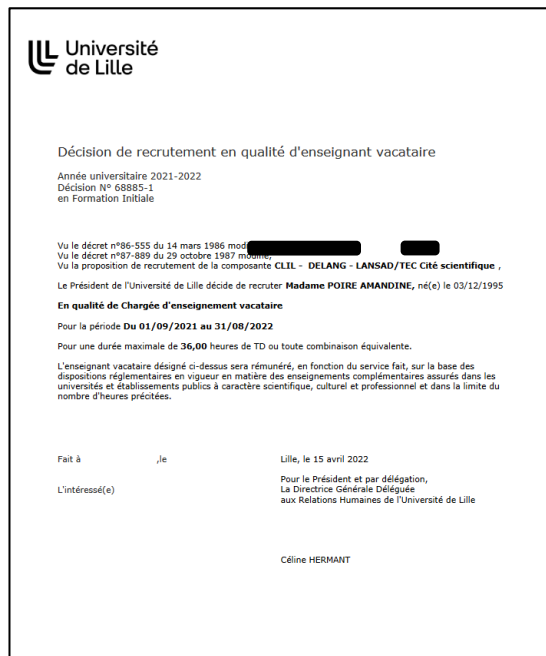 Université
de Lille
Décision de recrutement en qualité d'enseignant vacataire
Année universitaire 2021-2022
Décision N° 68885-1
en Formation Initiale
Vu le décret n°86-555 du 14 mars 1986
Vu le décret n°87-889 du 29 octobre 1987 modifié,
Vu la proposition de recrutement de la composante CLIL - DELANG - LANSAD/TEC Cité scientifique ,
Le Président de l'Université de Lille décide de recruter Madame POIRE AMANDINE, né(e) le 03/12/1995
En qualité de Chargée d'enseignement vacataire
Pour la période Du 01/09/2021 au 31/08/2022
Pour une durée maximale de 36,00 heures de TD ou toute combinaison équivalente.
L'enseignant vacataire désigné ci-dessus sera rémunéré, en fonction du service fait, sur la base des
dispositions réglementaires en vigueur en matière des enseignements complémentaires assurés dans les
universités et établissements publics à caractère scientifique, culturel et professionnel et dans la limite du
nombre d'heures précitées.
Fait à ,le
L'intéressé(e)
Lille, le 15 avril 2022
Pour le Président et par délégation,
La Directrice Générale Déléguée
aux Relations Humaines de l'Université de Lille
Céline HERMANT